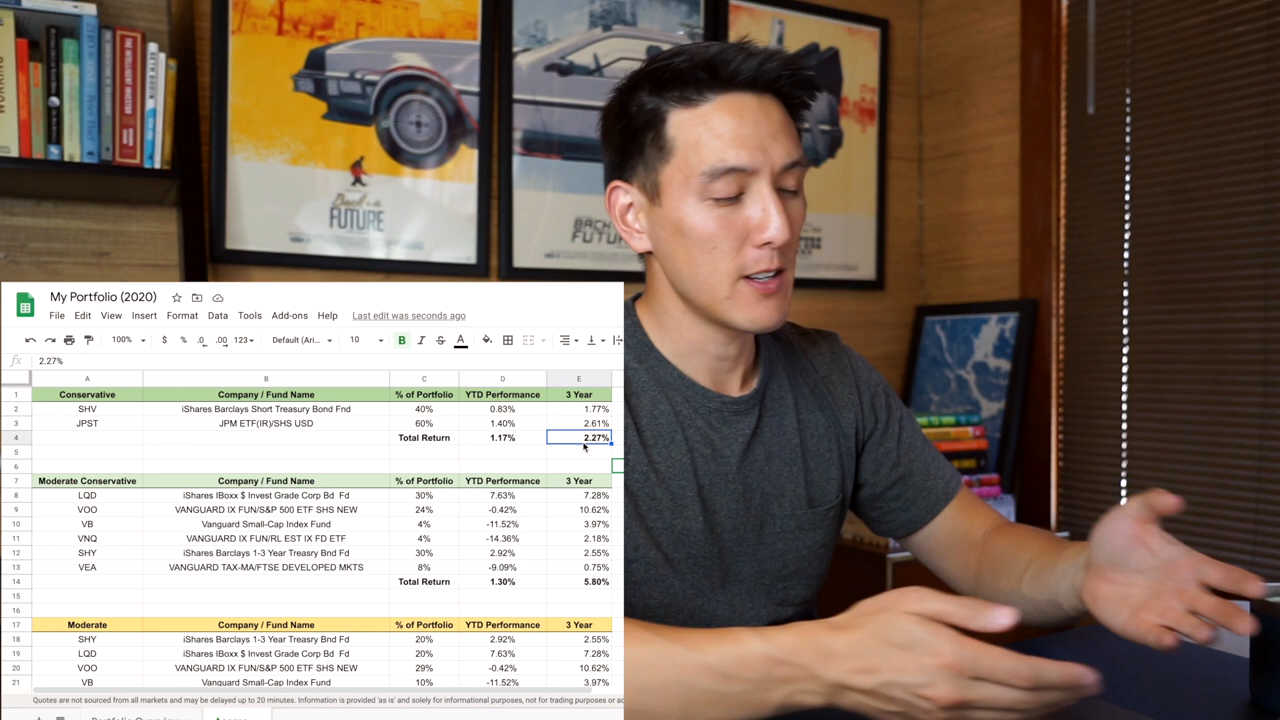 THE INTELLIGENT INVESTOR
Back to the
FUTURE
BACK
FUTU
My Portfolio (2020)
File Edit View Insert Format Data Tools Add-ons Help Last edit was seconds ago
100% $ % .0 .00 123 Default (Ari... 10 B I S A
fx 2.27%
A B C D E
1 Conservative Company / Fund Name % of Portfolio YTD Performance 3 Year
2 SHV iShares Barclays Short Treasury Bond Fnd 40% 0.83% 1.77%
3 JPST JPM ETF(IR)/SHS USD 60% 1.40% 2.61%
4 Total Return 1.17% 2.27%
5
6
7 Moderate Conservative Company / Fund Name % of Portfolio YTD Performance 3 Year
8 LQD iShares IBoxx $ Invest Grade Corp Bd Fd 30% 7.63% 7.28%
9 VOO VANGUARD IX FUN/S&P 500 ETF SHS NEW 24% -0.42% 10.62%
10 VB Vanguard Small-Cap Index Fund 4% -11.52% 3.97%
11 VNQ VANGUARD IX FUN/RL EST IX FD ETF 4% -14.36% 2.18%
12 SHY iShares Barclays 1-3 Year Treasry Bnd Fd 30% 2.92% 2.55%
13 VEA VANGUARD TAX-MA/FTSE DEVELOPED MKTS 8% -9.09% 0.75%
14 Total Return 1.30% 5.80%
15
16
17 Moderate Company / Fund Name % of Portfolio YTD Performance 3 Year
18 SHY iShares Barclays 1-3 Year Treasry Bnd Fd 20% 2.92% 2.55%
19 LQD iShares IBoxx $ Invest Grade Corp Bd Fd 20% 7.63% 7.28%
20 VOO VANGUARD IX FUN/S&P 500 ETF SHS NEW 29% -0.42% 10.62%
21 VB Vanguard Small-Cap Index Fund 10% -11.52% 3.97%
Quotes are not sourced from all markets and may be delayed up to 20 minutes. Information is provided 'as is' and solely for informational purposes, not for trading purposes or